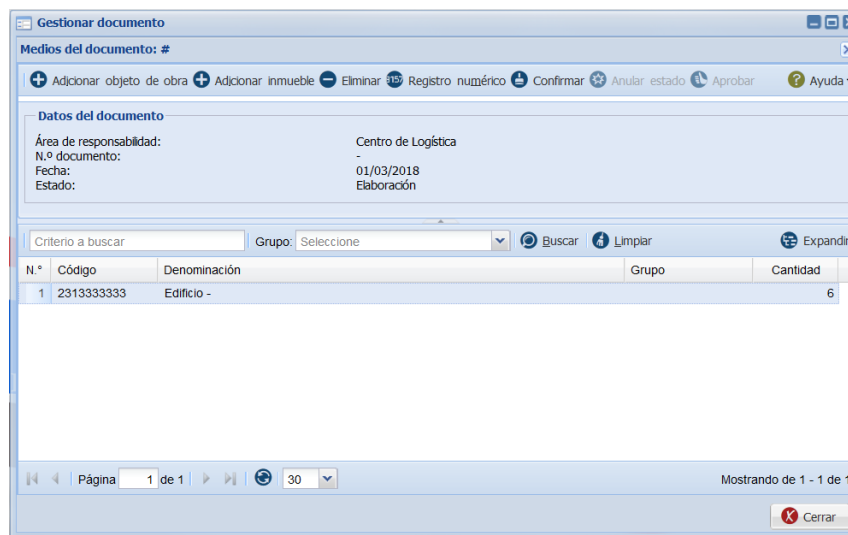 Gestionar documento
Medios del documento: #
Adicionar objeto de obra Adicionar inmueble Eliminar 3157 Registro numérico Confirmar Anular estado Aprobar Ayuda
Datos del documento
Área de responsabilidad: Centro de Logística
N.º documento: -
Fecha: 01/03/2018
Estado: Elaboración
Criterio a buscar Grupo: Seleccione Buscar Limpiar Expandir
N.° Código Denominación Grupo Cantidad
1 2313333333 Edificio - 6
Página 1 de 1 30 Mostrando de 1 - 1 de 1
Cerrar